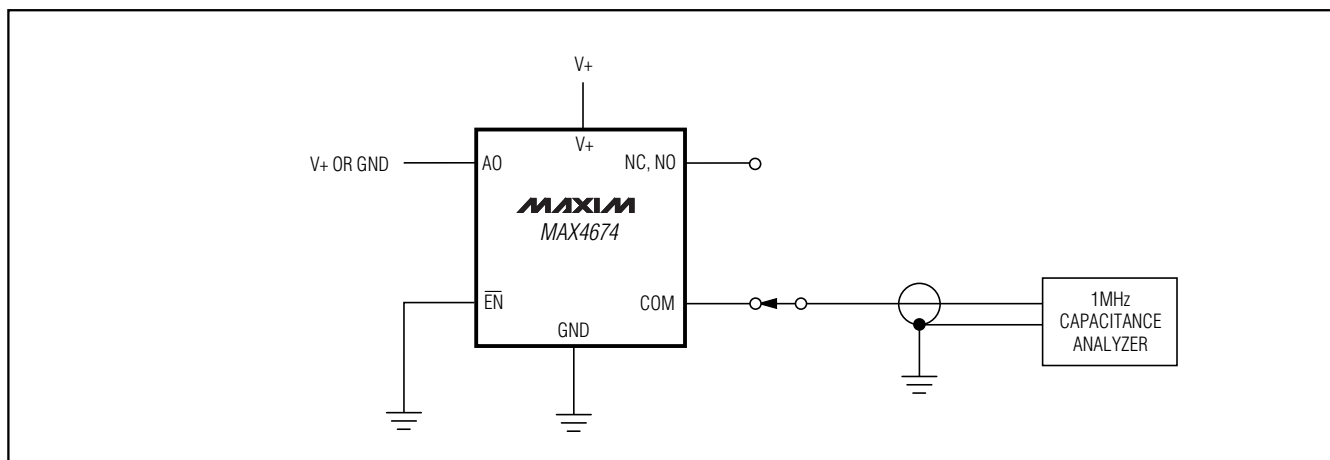 V+
V+
V+ OR GND
AO
NC, NO
MAXIM
MAX4674
EN
COM
GND
1MHz
CAPACITANCE
ANALYZER